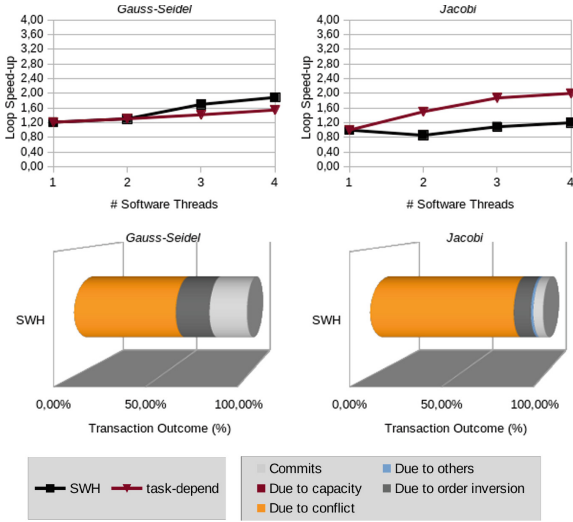 Gauss-Seidel
Jacobi
4,00
3,60
3,20
2,80
2,40
2,00
1,60
1,20
0,80
0,40
0,00
Loop Speed-up
1 2 3 4
# Software Threads
4,00
3,60
3,20
2,80
2,40
2,00
1,60
1,20
0,80
0,40
0,00
Loop Speed-up
1 2 3 4
# Software Threads
Gauss-Seidel
Jacobi
SWH
0,00% 50,00% 100,00%
Transaction Outcome (%)
SWH
0,00% 50,00% 100,00%
Transaction Outcome (%)
SWH task-depend
Commits Due to others
Due to capacity Due to order inversion
Due to conflict